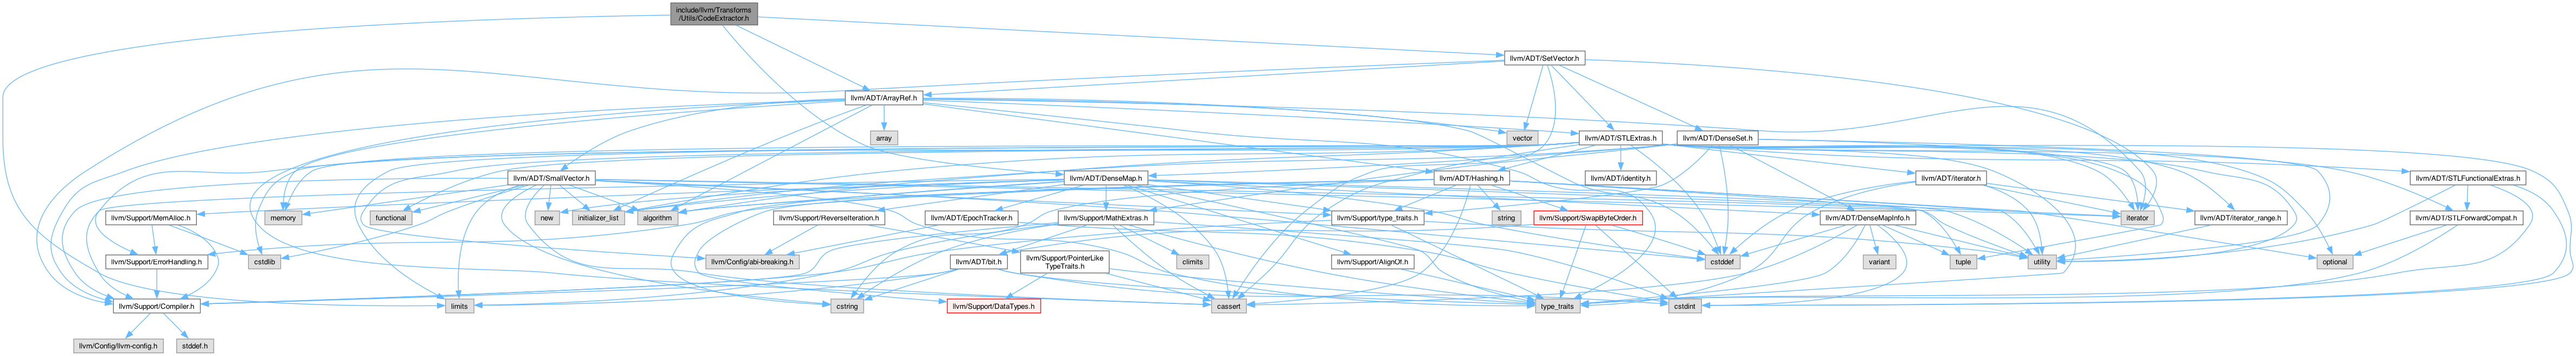 include/llvm/Transforms
/Utils/CodeExtractor.h
llvm/ADT/SetVector.h
llvm/ADT/ArrayRef.h
array
vector
llvm/ADT/STLExtras.h
llvm/ADT/DenseSet.h
llvm/ADT/SmallVector.h
llvm/ADT/DenseMap.h
llvm/ADT/Hashing.h
llvm/ADT/identity.h
llvm/ADT/iterator.h
llvm/ADT/STLFunctionalExtras.h
llvm/Support/MemAlloc.h
memory
functional
new
initializer_list
algorithm
llvm/Support/ReverseIteration.h
llvm/ADT/EpochTracker.h
llvm/Support/MathExtras.h
llvm/Support/type_traits.h
string
llvm/Support/SwapByteOrder.h
llvm/ADT/DenseMapInfo.h
iterator
llvm/ADT/iterator_range.h
llvm/ADT/STLForwardCompat.h
llvm/Support/ErrorHandling.h
cstdlib
llvm/Config/abi-breaking.h
llvm/ADT/bit.h
llvm/Support/PointerLike
TypeTraits.h
climits
llvm/Support/AlignOf.h
cstddef
variant
tuple
utility
optional
llvm/Support/Compiler.h
limits
cstring
llvm/Support/DataTypes.h
cassert
type_traits
cstdint
llvm/Config/llvm-config.h
stddef.h